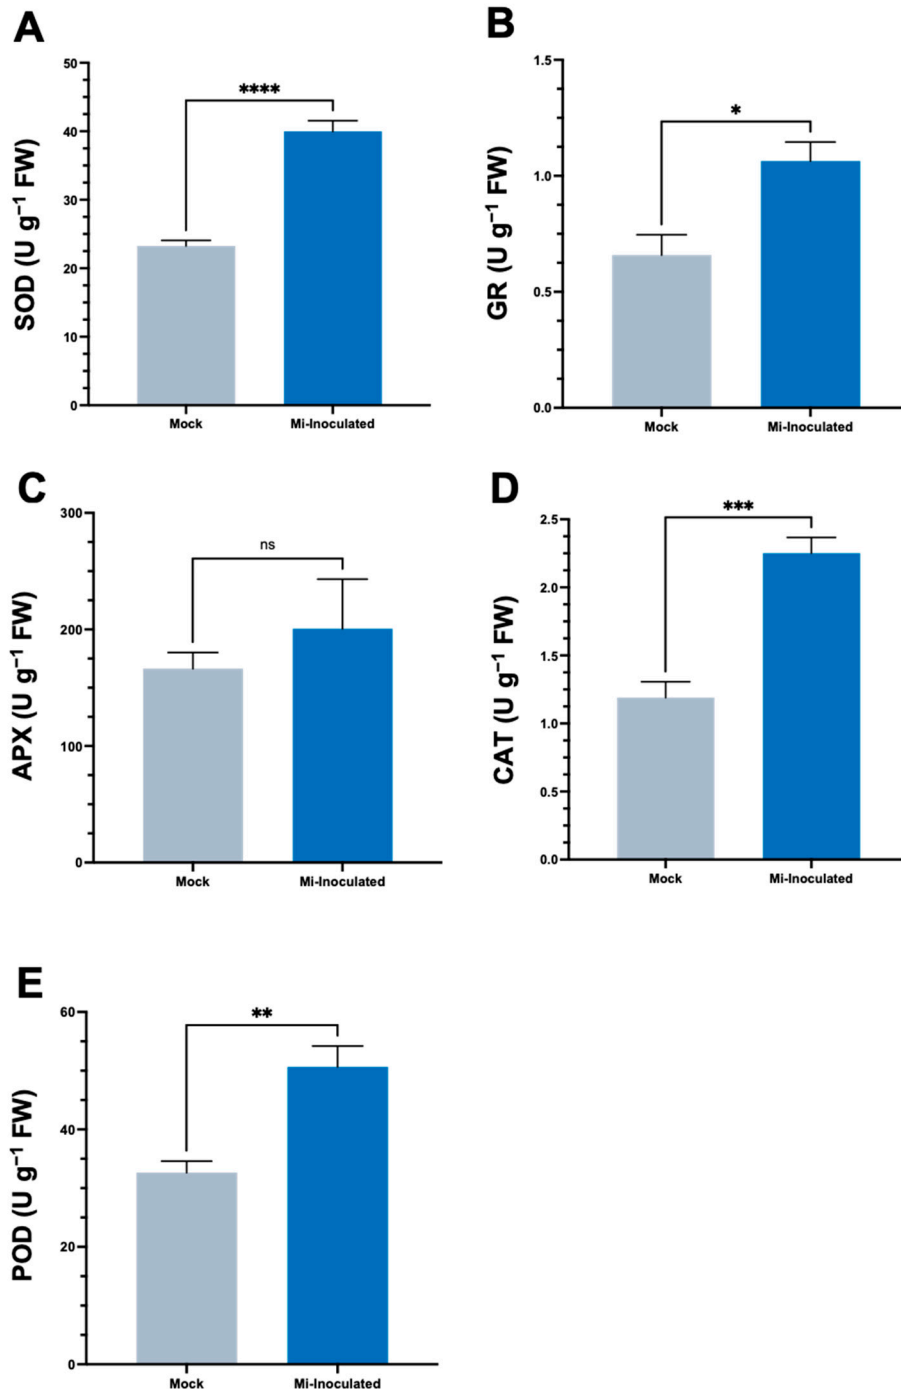 A
SOD (U g⁻¹ FW)
50
40
30
20
10
0
****
Mock
Mi-Inoculated
B
GR (U g⁻¹ FW)
1.5
1.0
0.5
0.0
*
Mock
Mi-Inoculated
C
APX (U g⁻¹ FW)
300
200
100
0
ns
Mock
Mi-Inoculated
D
CAT (U g⁻¹ FW)
2.5
2.0
1.5
1.0
0.5
0.0
***
Mock
Mi-Inoculated
E
POD (U g⁻¹ FW)
60
40
20
0
**
Mock
Mi-Inoculated